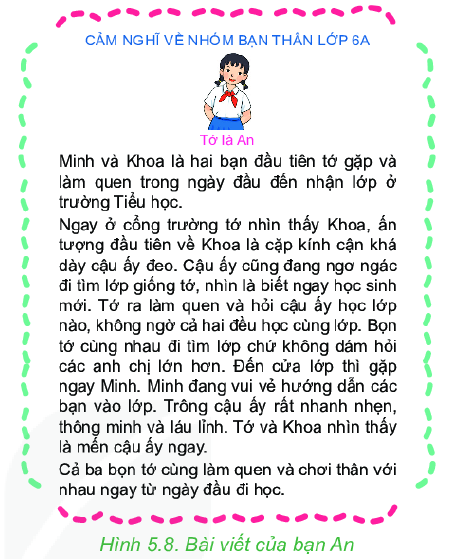 CẢM NGHĨ VỀ NHÓM BẠN THÂN LỚP 6A
Tớ là An
Minh và Khoa là hai bạn đầu tiên tớ gặp và
làm quen trong ngày đầu đến nhận lớp ở
trường Tiểu học.
Ngay ở cổng trường tớ nhìn thấy Khoa, ấn
tượng đầu tiên về Khoa là cặp kính cận khá
dày cậu ấy đeo. Cậu ấy cũng đang ngơ ngác
đi tìm lớp giống tớ, nhìn là biết ngay học sinh
mới. Tớ ra làm quen và hỏi cậu ấy học lớp
nào, không ngờ cả hai đều học cùng lớp. Bọn
tớ cùng nhau đi tìm lớp chứ không dám hỏi
các anh chị lớn hơn. Đến cửa lớp thì gặp
ngay Minh. Minh đang vui vẻ hướng dẫn các
bạn vào lớp. Trông cậu ấy rất nhanh nhẹn,
thông minh và láu lỉnh. Tớ và Khoa nhìn thấy
là mến cậu ấy ngay.
Cả ba bọn tớ cùng làm quen và chơi thân với
nhau ngay từ ngày đầu đi học.
Hình 5.8. Bài viết của bạn An